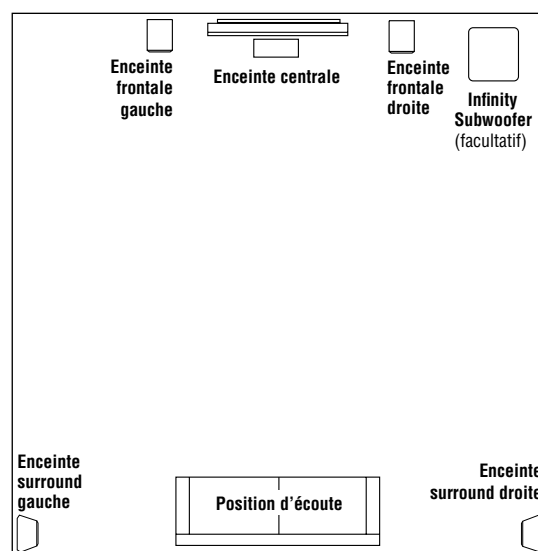 Enceinte
frontale
gauche
Enceinte centrale
Enceinte
frontale
droite
Infinity
Subwoofer
(facultatif)
Enceinte
surround
gauche
Position d'écoute
Enceinte
surround droite